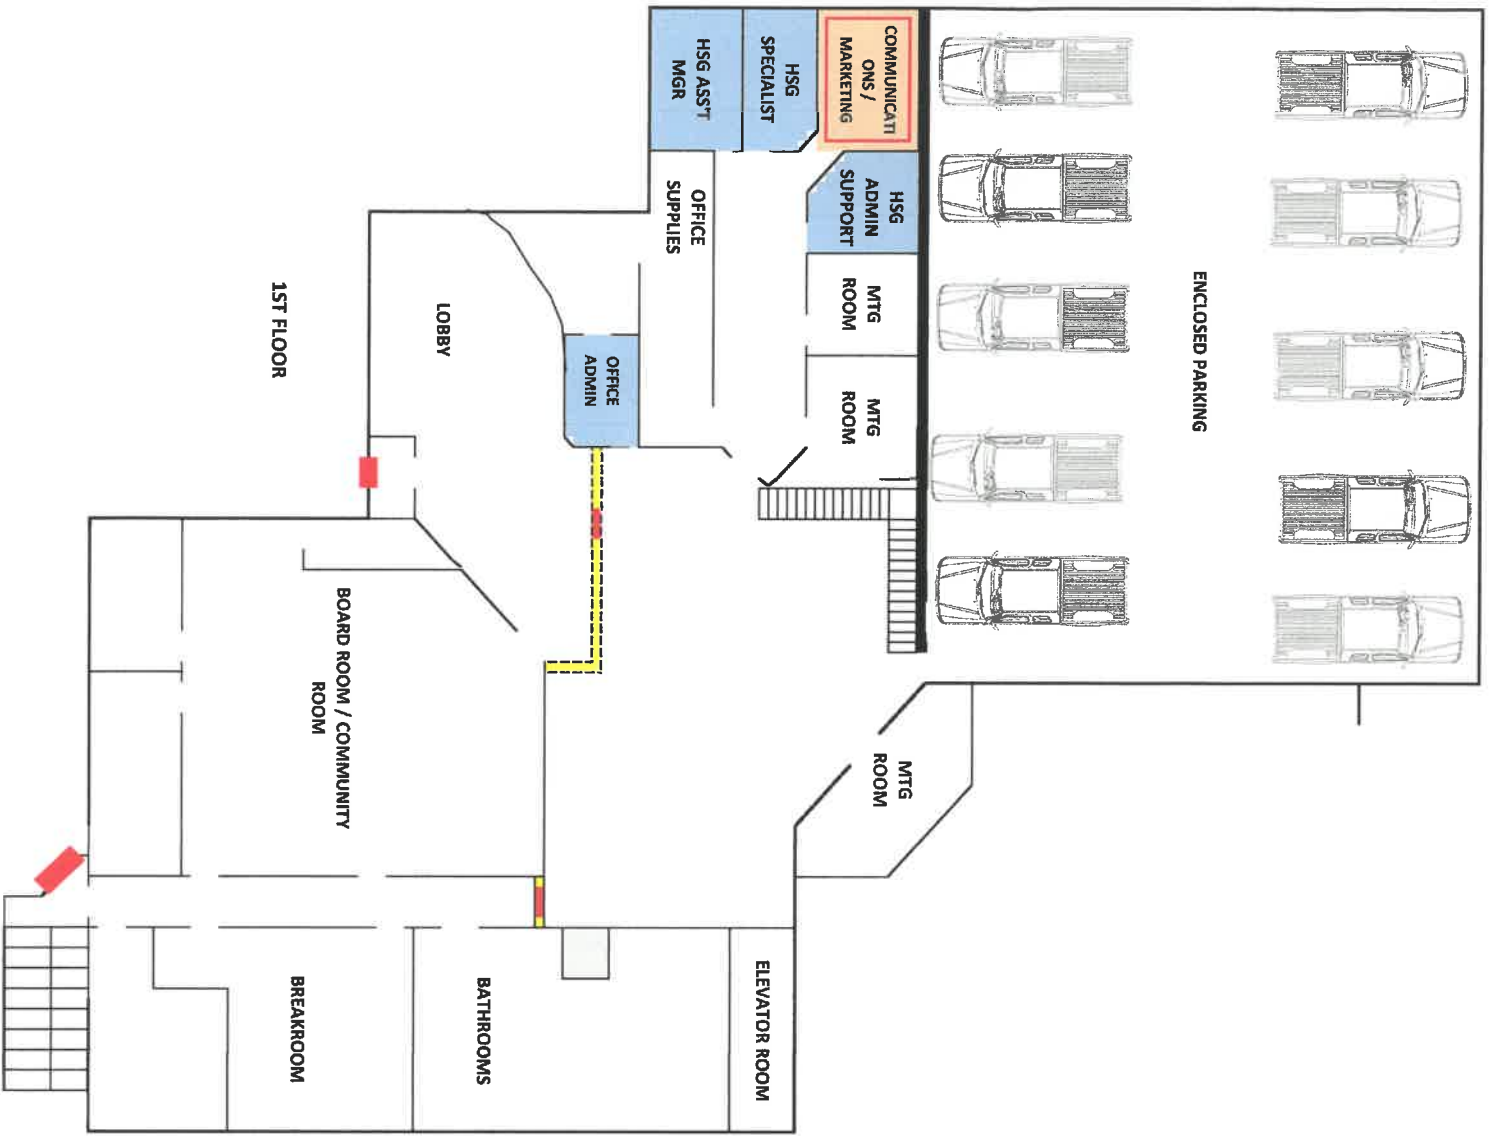 ENCLOSED PARKING
COMMUNICATI
ONS /
MARKETING
HSG
SPECIALIST
HSG ASS'T
MGR
HSG
ADMIN
SUPPORT
OFFICE
SUPPLIES
MTG
ROOM
MTG
ROOM
OFFICE
ADMIN
LOBBY
1ST FLOOR
BOARD ROOM / COMMUNITY
ROOM
MTG
ROOM
ELEVATOR ROOM
BATHROOMS
BREAKROOM